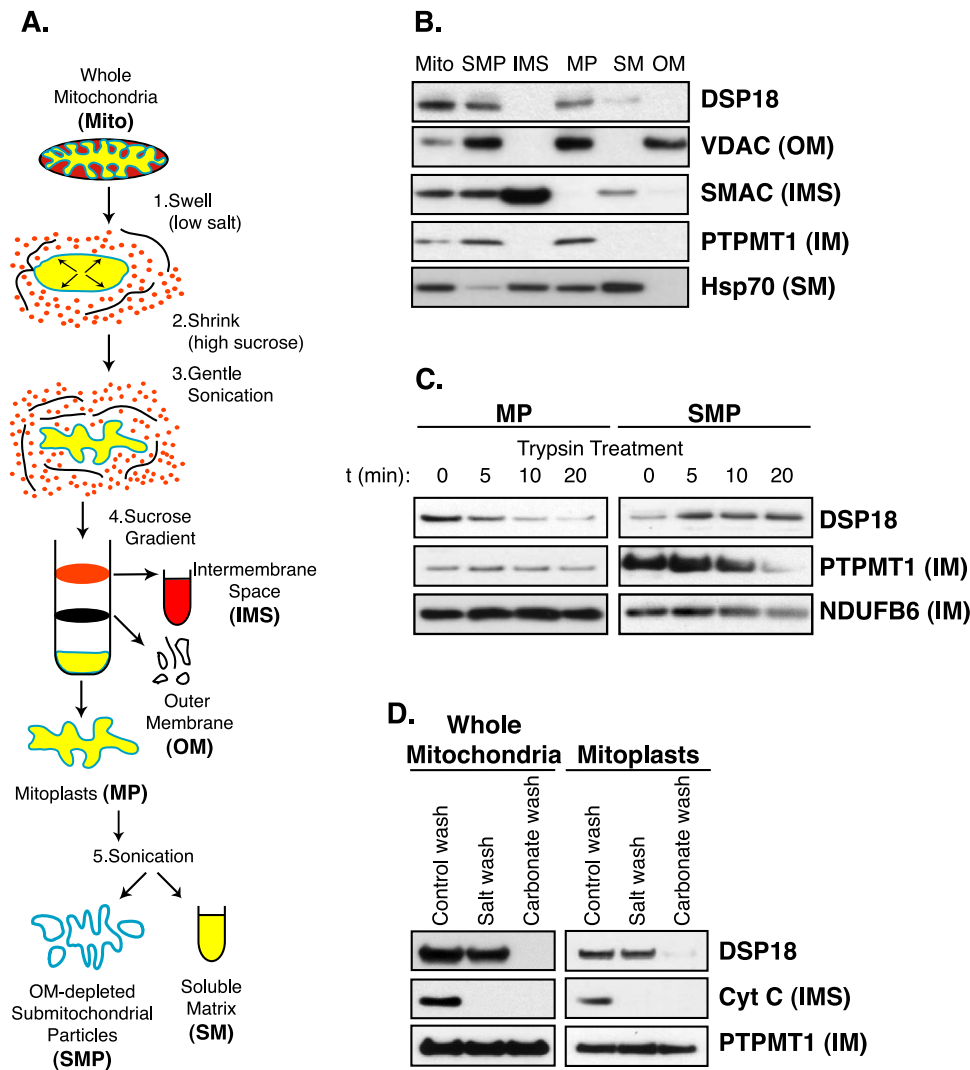 A.
Whole
Mitochondria
(Mito)
1.Swell
(low salt)
2.Shrink
(high sucrose)
3.Gentle
Sonication
4.Sucrose
Gradient
Intermembrane
Space
(IMS)
Outer
Membrane
(OM)
Mitoplasts (MP)
5.Sonication
OM-depleted
Submitochondrial
Particles
(SMP)
Soluble
Matrix
(SM)
B.
Mito SMP IMS MP SM OM
DSP18
VDAC (OM)
SMAC (IMS)
PTPMT1 (IM)
Hsp70 (SM)
C.
MP SMP
Trypsin Treatment
t (min): 0 5 10 20 0 5 10 20
DSP18
PTPMT1 (IM)
NDUFB6 (IM)
D.
Whole
Mitochondria Mitoplasts
Control wash
Salt wash
Carbonate wash
Control wash
Salt wash
Carbonate wash
DSP18
Cyt C (IMS)
PTPMT1 (IM)